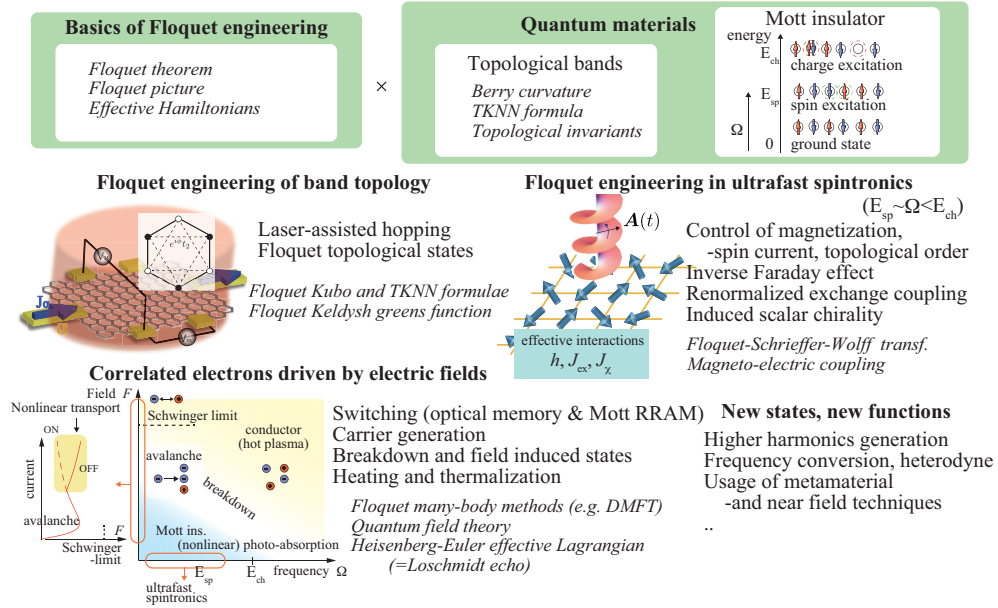 Basics of Floquet engineering
Floquet theorem
Floquet picture
Effective Hamiltonians
×
Quantum materials
Topological bands
Berry curvature
TKNN formula
Topological invariants
Mott insulator
energy
E_ch
charge excitation
E_sp
spin excitation
Ω
0
ground state
Floquet engineering of band topology
Laser-assisted hopping
Floquet topological states
Floquet Kubo and TKNN formulae
Floquet Keldysh greens function
Floquet engineering in ultrafast spintronics
(E_sp~Ω<E_ch)
A(t)
Control of magnetization,
-spin current, topological order
Inverse Faraday effect
Renormalized exchange coupling
Induced scalar chirality
Floquet-Schrieffer-Wolff transf.
Magneto-electric coupling
effective interactions
h, J_ex, J_χ
Correlated electrons driven by electric fields
Nonlinear transport
ON
OFF
current
avalanche
F
Schwinger
-limit
Field F
Schwinger limit
conductor
(hot plasma)
avalanche
breakdown
Mott ins.
(nonlinear) photo-absorption
E_sp
E_ch
frequency Ω
ultrafast
spintronics
Switching (optical memory & Mott RRAM)
Carrier generation
Breakdown and field induced states
Heating and thermalization
Floquet many-body methods (e.g. DMFT)
Quantum field theory
Heisenberg-Euler effective Lagrangian
(=Loschmidt echo)
New states, new functions
Higher harmonics generation
Frequency conversion, heterodyne
Usage of metamaterial
-and near field techniques
..